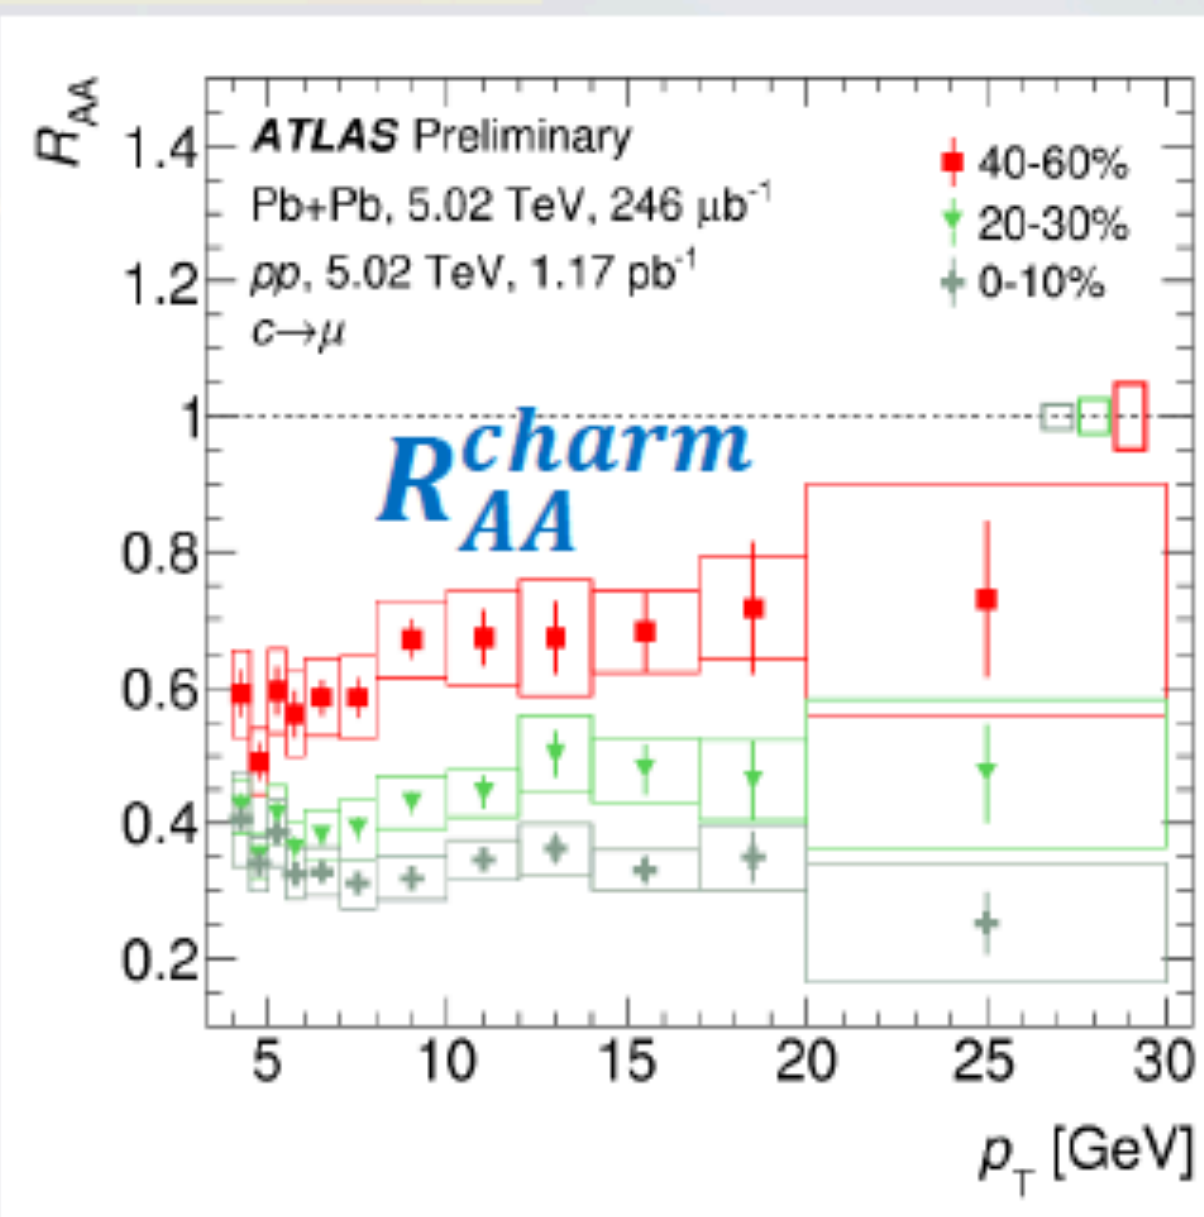 R_AA
ATLAS Preliminary
Pb+Pb, 5.02 TeV, 246 μb⁻¹
pp, 5.02 TeV, 1.17 pb⁻¹
c→μ
40-60%
20-30%
0-10%
R_AA^charm
1.4
1.2
1
0.8
0.6
0.4
0.2
5 10 15 20 25 30
p_T [GeV]